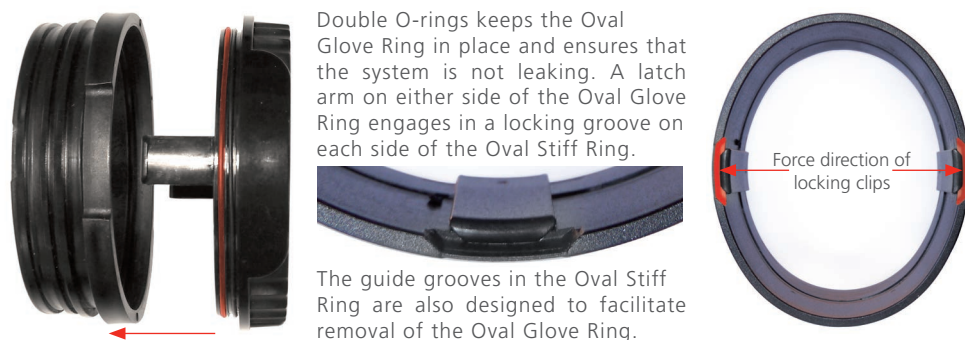 Double O-rings keeps the Oval
Glove Ring in place and ensures that
the system is not leaking. A latch
arm on either side of the Oval Glove
Ring engages in a locking groove on
each side of the Oval Stiff Ring.
The guide grooves in the Oval Stiff
Ring are also designed to facilitate
removal of the Oval Glove Ring.
Force direction of
locking clips